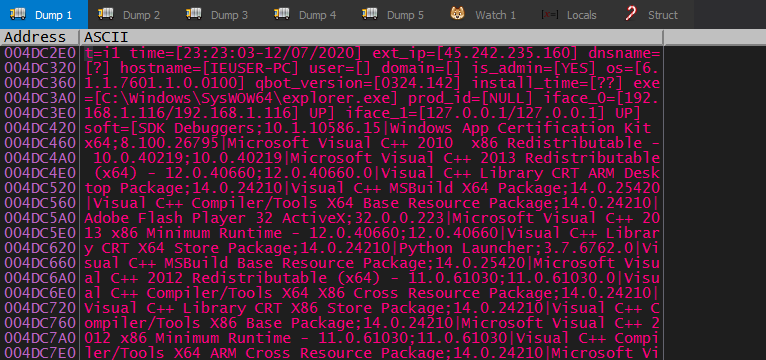 Dump 1 Dump 2 Dump 3 Dump 4 Dump 5 Watch 1 Locals Struct
Address ASCII
004DC2E0 t=i1 time=[23:23:03-12/07/2020] ext_ip=[45.242.235.160] dnsname=
004DC320 [?] hostname=[IEUSER-PC] user=[] domain=[] is_admin=[YES] os=[6.
004DC360 1.1.7601.1.0.0100] qbot_version=[0324.142] install_time=[??] exe
004DC3A0 =[C:\Windows\SysWOW64\explorer.exe] prod_id=[NULL] iface_0=[192.
004DC3E0 168.1.116/192.168.1.116] UP] iface_1=[127.0.0.1/127.0.0.1] UP]
004DC420 soft=[SDK Debuggers;10.1.10586.15|Windows App Certification Kit
004DC460 x64;8.100.26795|Microsoft Visual C++ 2010  x86 Redistributable -
004DC4A0 10.0.40219;10.0.40219|Microsoft Visual C++ 2013 Redistributable
004DC4E0 (x64) - 12.0.40660;12.0.40660.0|Visual C++ Library CRT ARM Desk
004DC520 top Package;14.0.24210|Visual C++ MSBuild X64 Package;14.0.25420
004DC560 |Visual C++ Compiler/Tools X64 Base Resource Package;14.0.24210|
004DC5A0 Adobe Flash Player 32 ActiveX;32.0.0.223|Microsoft Visual C++ 20
004DC5E0 13 x86 Minimum Runtime - 12.0.40660;12.0.40660|Visual C++ Librar
004DC620 y CRT X64 Store Package;14.0.24210|Python Launcher;3.7.6762.0|Vi
004DC660 sual C++ MSBuild Base Resource Package;14.0.25420|Microsoft Visu
004DC6A0 al C++ 2012 Redistributable (x64) - 11.0.61030;11.0.61030.0|Visu
004DC6E0 al C++ Compiler/Tools X64 X86 Cross Resource Package;14.0.24210|
004DC720 Visual C++ Library CRT X86 Store Package;14.0.24210|Visual C++ C
004DC760 ompiler/Tools X86 Base Package;14.0.24210|Microsoft Visual C++ 2
004DC7A0 012 x86 Minimum Runtime - 11.0.61030;11.0.61030|Visual C++ Compi
004DC7E0 ler/Tools X64 ARM Cross Resource Package;14.0.24210|Microsoft Vi